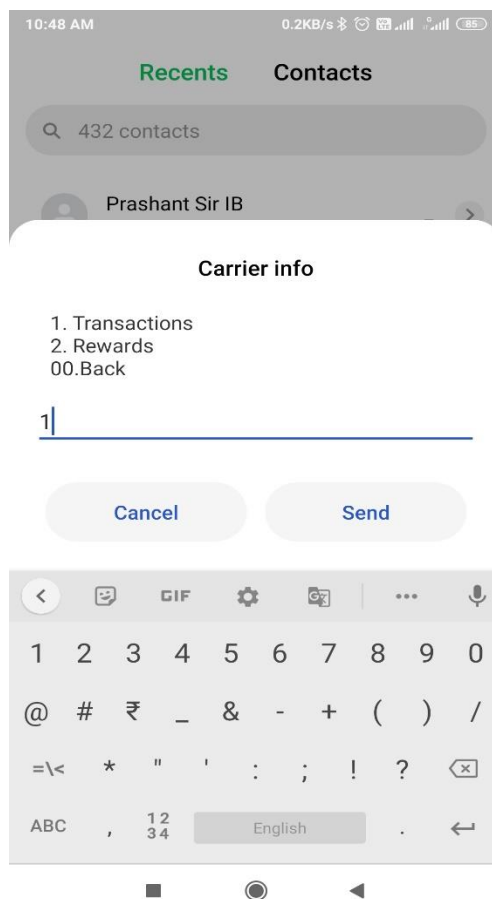 10:48 AM 0.2KB/s 85
Recents Contacts
432 contacts
Prashant Sir IB
Carrier info
1. Transactions
2. Rewards
00.Back
1
Cancel Send
GIF
1 2 3 4 5 6 7 8 9 0
@ # ₹ _ & - + ( ) /
=\< * " ' : ; ! ?
ABC , 12 34 English .